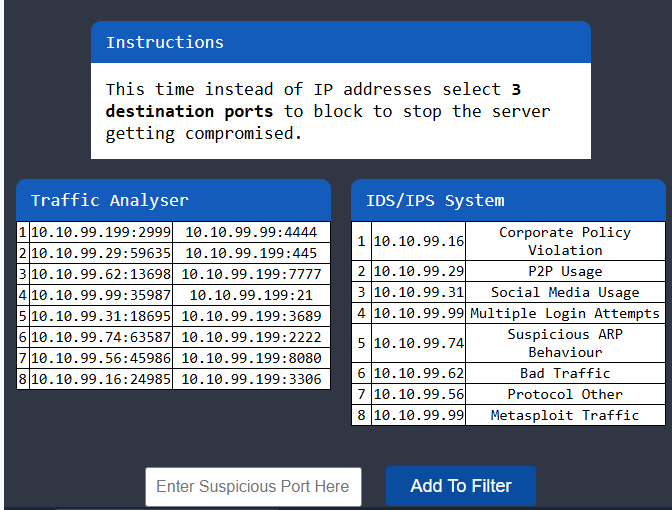 Instructions
This time instead of IP addresses select 3
destination ports to block to stop the server
getting compromised.
Traffic Analyser
1 10.10.99.199:2999 10.10.99.99:4444
2 10.10.99.29:59635 10.10.99.199:445
3 10.10.99.62:13698 10.10.99.199:7777
4 10.10.99.99:35987 10.10.99.199:21
5 10.10.99.31:18695 10.10.99.199:3689
6 10.10.99.74:63587 10.10.99.199:2222
7 10.10.99.56:45986 10.10.99.199:8080
8 10.10.99.16:24985 10.10.99.199:3306
IDS/IPS System
1 10.10.99.16 Corporate Policy
Violation
2 10.10.99.29 P2P Usage
3 10.10.99.31 Social Media Usage
4 10.10.99.99 Multiple Login Attempts
5 10.10.99.74 Suspicious ARP
Behaviour
6 10.10.99.62 Bad Traffic
7 10.10.99.56 Protocol Other
8 10.10.99.99 Metasploit Traffic
Enter Suspicious Port Here
Add To Filter